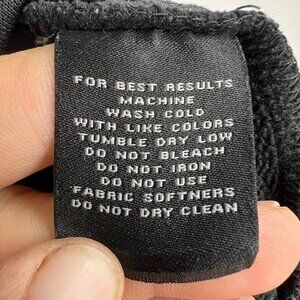 FOR BEST RESULTS
MACHINE
WASH COLD
WITH LIKE COLORS
TUMBLE DRY LOW
DO NOT BLEACH
DO NOT IRON
DO NOT USE
FABRIC SOFTNERS
DO NOT DRY CLEAN